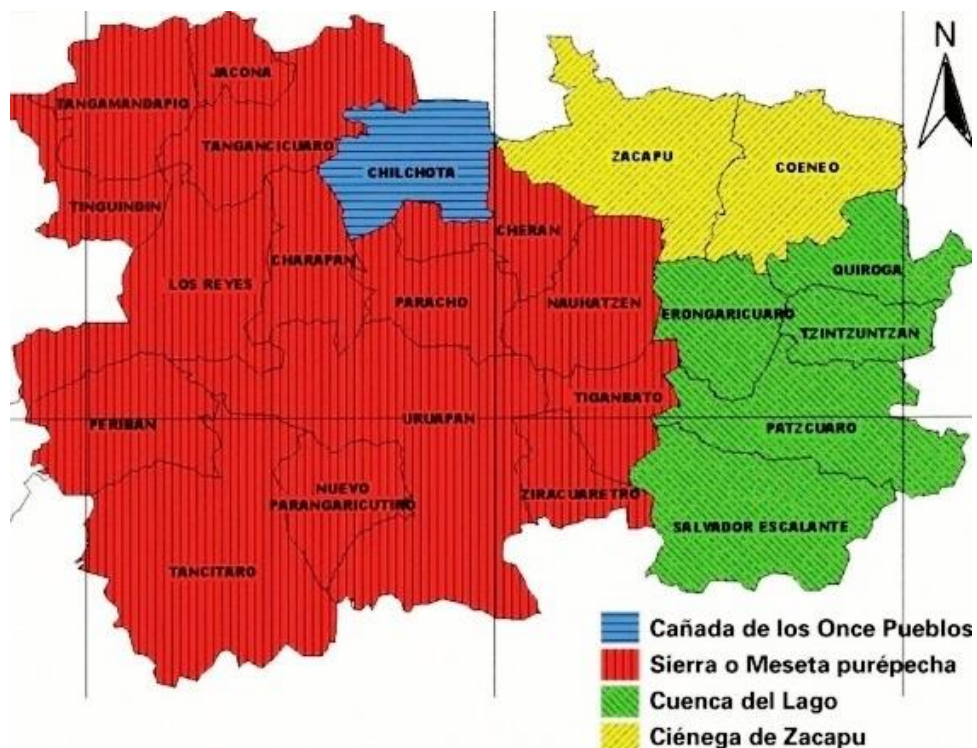 N
JACONA
TANGAMANDAPIO
TANGANCICUARO
ZACAPU
COENEO
CHILCHOTA
TINGUINDIN
CHERAN
CHARAPAN
QUIROGA
LOS REYES
PARACHO
NAUHATZEN
ERONGARICUARO
TZINTZUNTZAN
TIGANBATO
PERIBAN
URUAPAN
PATZCUARO
NUEVO
PARANGARICUTIRO
ZIRACUARETRO
SALVADOR ESCALANTE
TANCITARO
Cañada de los Once Pueblos
Sierra o Meseta purépecha
Cuenca del Lago
Ciénega de Zacapu